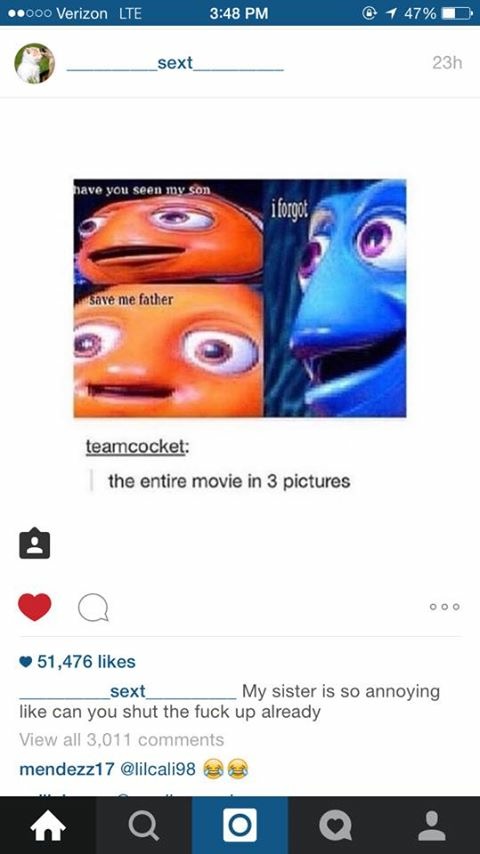 Verizon LTE 3:48 PM 47%
_________sext_________ 23h
have you seen my son
i forgot
save me father
teamcocket:
the entire movie in 3 pictures
51,476 likes
_________sext_________ My sister is so annoying
like can you shut the fuck up already
View all 3,011 comments
mendezz17 @lilcali98 😂😂